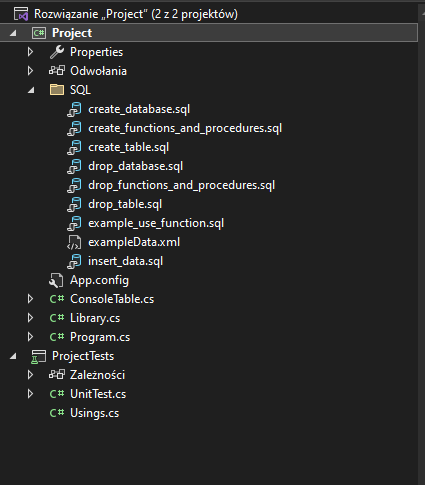 Rozwiązanie „Project” (2 z 2 projektów)
C# Project
Properties
Odwołania
SQL
create_database.sql
create_functions_and_procedures.sql
create_table.sql
drop_database.sql
drop_functions_and_procedures.sql
drop_table.sql
example_use_function.sql
exampleData.xml
insert_data.sql
App.config
C# ConsoleTable.cs
C# Library.cs
C# Program.cs
ProjectTests
Zależności
C# UnitTest.cs
C# Usings.cs